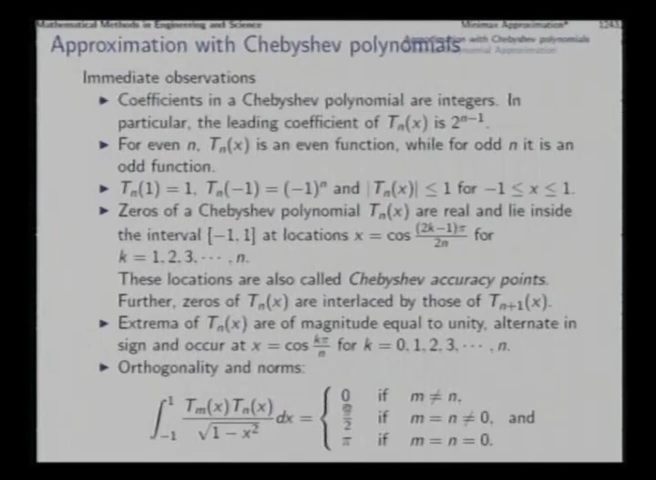 Mathematical Methods in Engineering and Science
Minimax Approximation*
Approximation with Chebyshev polynomials
Approximation with Chebyshev polynomials
Immediate observations
► Coefficients in a Chebyshev polynomial are integers. In
particular, the leading coefficient of Tₙ(x) is 2ⁿ⁻¹.
► For even n, Tₙ(x) is an even function, while for odd n it is an
odd function.
► Tₙ(1) = 1, Tₙ(−1) = (−1)ⁿ and |Tₙ(x)| ≤ 1 for −1 ≤ x ≤ 1.
► Zeros of a Chebyshev polynomial Tₙ(x) are real and lie inside
the interval [−1, 1] at locations x = cos (2k−1)π/2n for
k = 1, 2, 3, ⋯ , n.
These locations are also called Chebyshev accuracy points.
Further, zeros of Tₙ(x) are interlaced by those of Tₙ₊₁(x).
► Extrema of Tₙ(x) are of magnitude equal to unity, alternate in
sign and occur at x = cos kπ/n for k = 0, 1, 2, 3, ⋯ , n.
► Orthogonality and norms:
∫₋₁¹ Tₘ(x)Tₙ(x)/√(1 − x²) dx = { 0 if m ≠ n,
π/2 if m = n ≠ 0, and
π if m = n = 0.